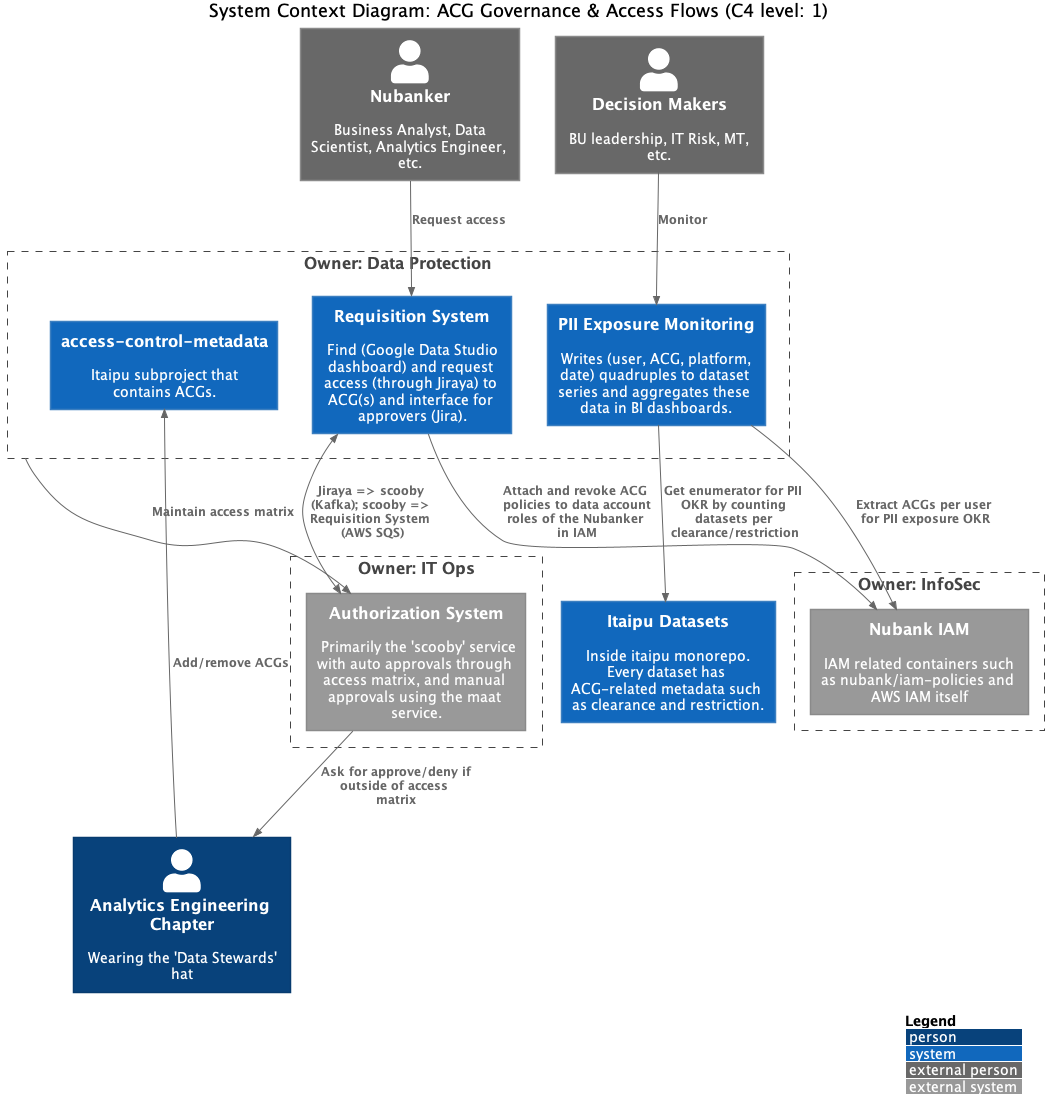 System Context Diagram: ACG Governance & Access Flows (C4 level: 1)
Nubanker
Business Analyst, Data
Scientist, Analytics Engineer,
etc.
Decision Makers
BU leadership, IT Risk, MT,
etc.
Request access
Monitor
Owner: Data Protection
access-control-metadata
Itaipu subproject that
contains ACGs.
Requisition System
Find (Google Data Studio
dashboard) and request
access (through Jiraya) to
ACG(s) and interface for
approvers (Jira).
PII Exposure Monitoring
Writes (user, ACG, platform,
date) quadruples to dataset
series and aggregates these
data in BI dashboards.
Maintain access matrix
Jiraya => scooby
(Kafka); scooby =>
Requisition System
(AWS SQS)
Attach and revoke ACG
policies to data account
roles of the Nubanker
in IAM
Get enumerator for PII
OKR by counting
datasets per
clearance/restriction
Extract ACGs per user
for PII exposure OKR
Owner: IT Ops
Authorization System
Primarily the 'scooby' service
with auto approvals through
access matrix, and manual
approvals using the maat
service.
Itaipu Datasets
Inside itaipu monorepo.
Every dataset has
ACG-related metadata such
as clearance and restriction.
Owner: InfoSec
Nubank IAM
IAM related containers such
as nubank/iam-policies and
AWS IAM itself
Add/remove ACGs
Ask for approve/deny if
outside of access
matrix
Analytics Engineering
Chapter
Wearing the 'Data Stewards'
hat
Legend
person
system
external person
external system